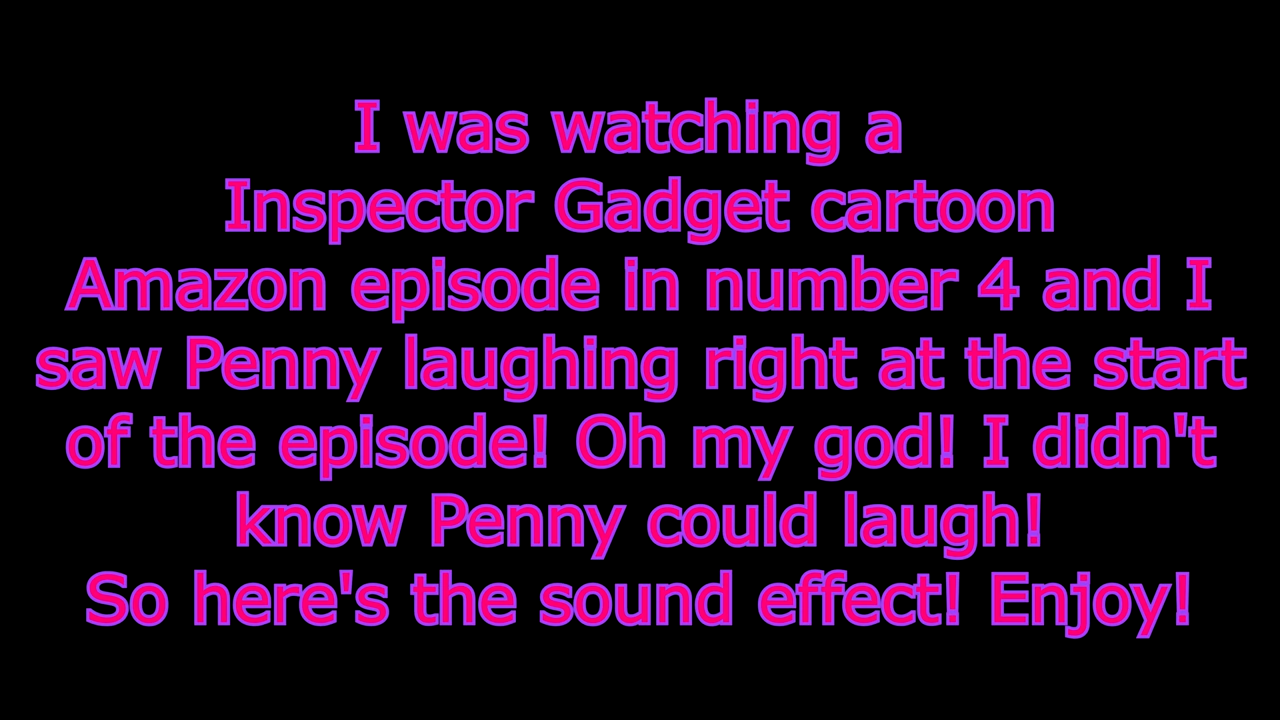 I was watching a
Inspector Gadget cartoon
Amazon episode in number 4 and I
saw Penny laughing right at the start
of the episode! Oh my god! I didn't
know Penny could laugh!
So here's the sound effect! Enjoy!